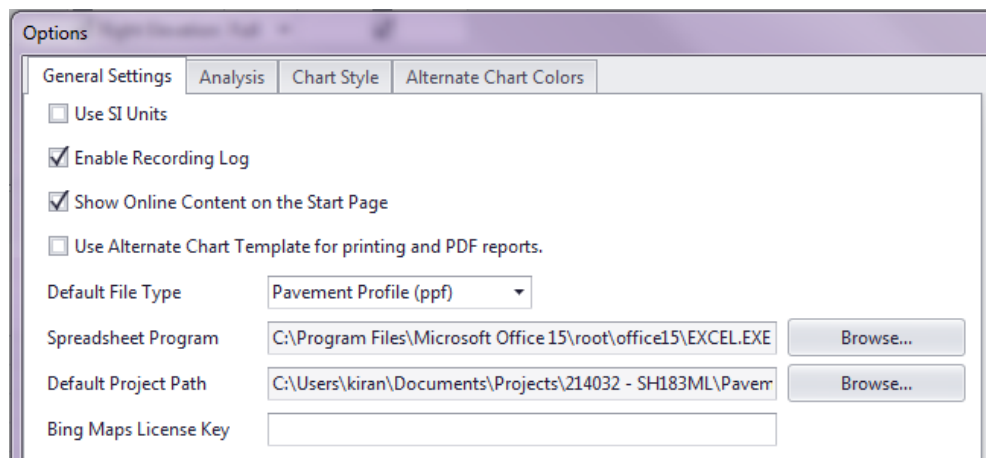 Options
General Settings Analysis Chart Style Alternate Chart Colors
Use SI Units
Enable Recording Log
Show Online Content on the Start Page
Use Alternate Chart Template for printing and PDF reports.
Default File Type Pavement Profile (ppf)
Spreadsheet Program C:\Program Files\Microsoft Office 15\root\office15\EXCEL.EXE Browse...
Default Project Path C:\Users\kiran\Documents\Projects\214032 - SH183ML\Pavem Browse...
Bing Maps License Key